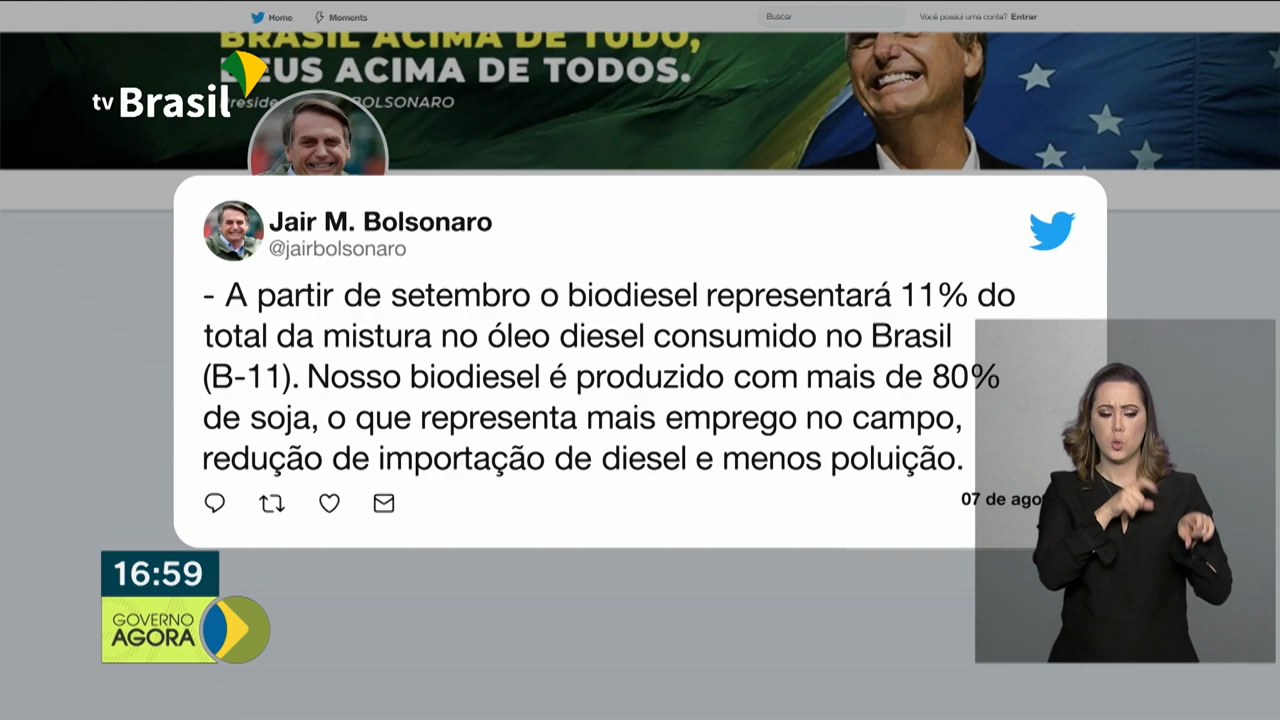 Home
Moments
Buscar
Você possui uma conta? Entrar
BRASIL ACIMA DE TUDO,
DEUS ACIMA DE TODOS.
BOLSONARO
tv Brasil
Jair M. Bolsonaro
@jairbolsonaro
- A partir de setembro o biodiesel representará 11% do
total da mistura no óleo diesel consumido no Brasil
(B-11). Nosso biodiesel é produzido com mais de 80%
de soja, o que representa mais emprego no campo,
redução de importação de diesel e menos poluição.
07 de ago
16:59
GOVERNO
AGORA